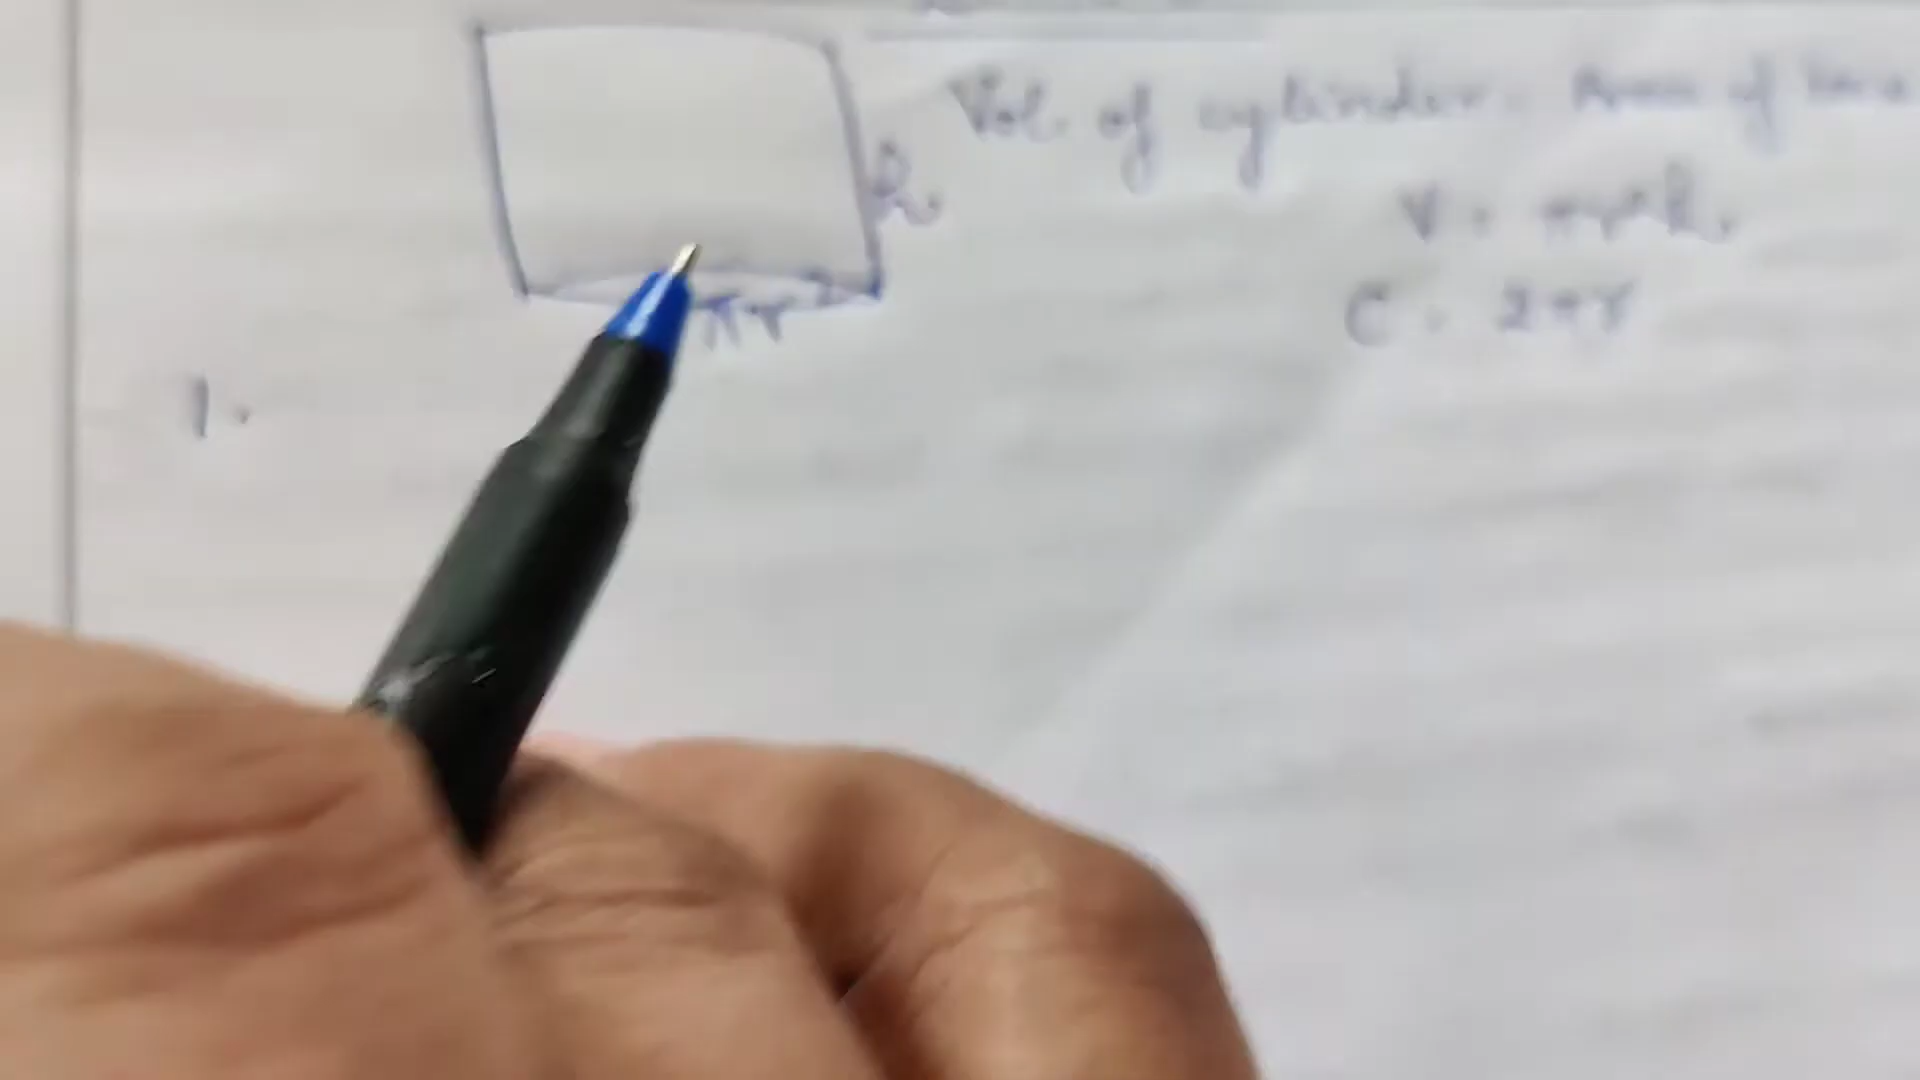 Vol. of cylinder = Area of base
h
V = πr²h.
πr²
C = 2πr
1.